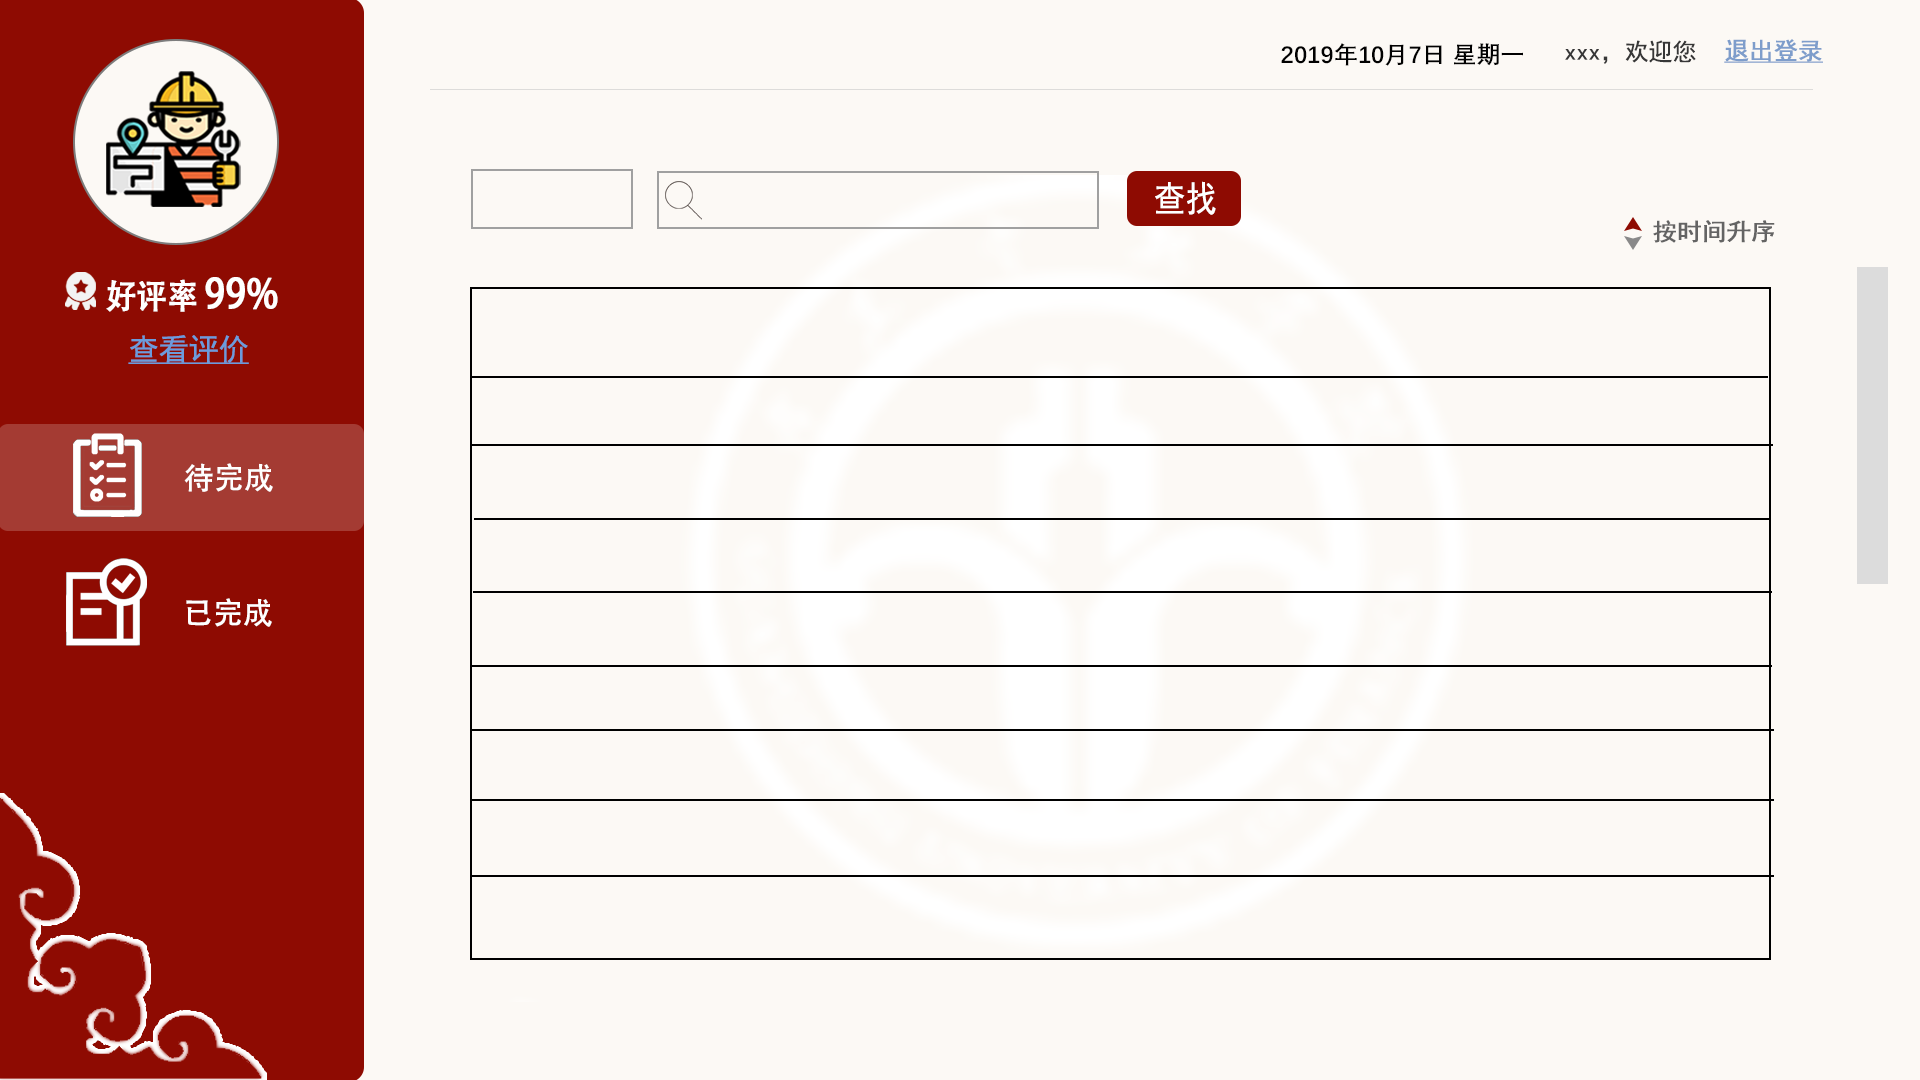 2019年10月7日 星期一 xxx，欢迎您 退出登录
查找
按时间升序
好评率 99%
查看评价
待完成
已完成